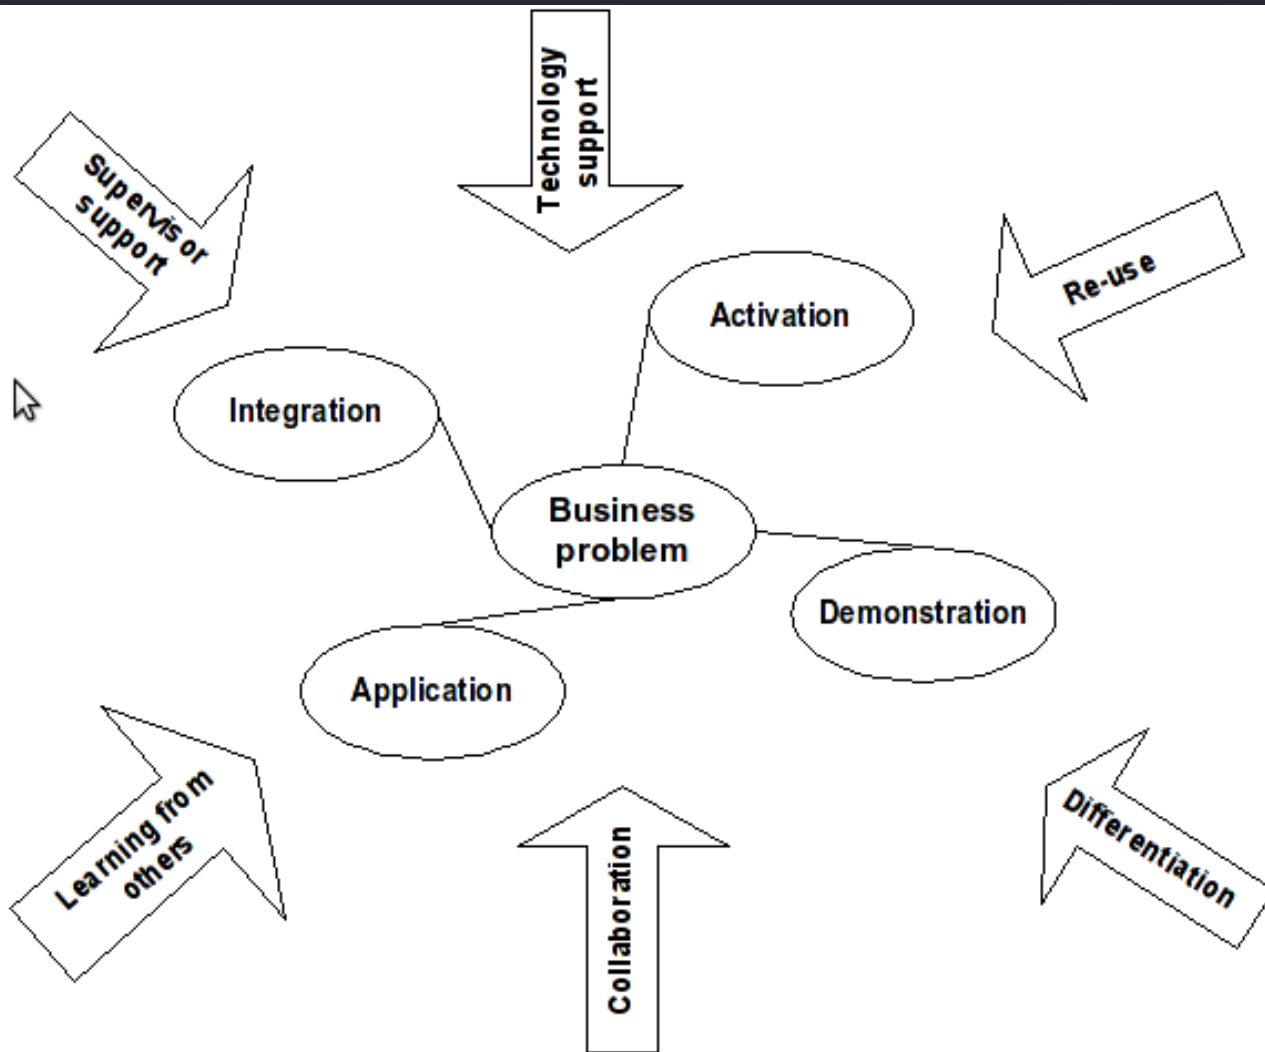 Technology
support
Supervisor
support
Re-use
Activation
Integration
Business
problem
Demonstration
Application
Learning from
others
Collaboration
Differentiation